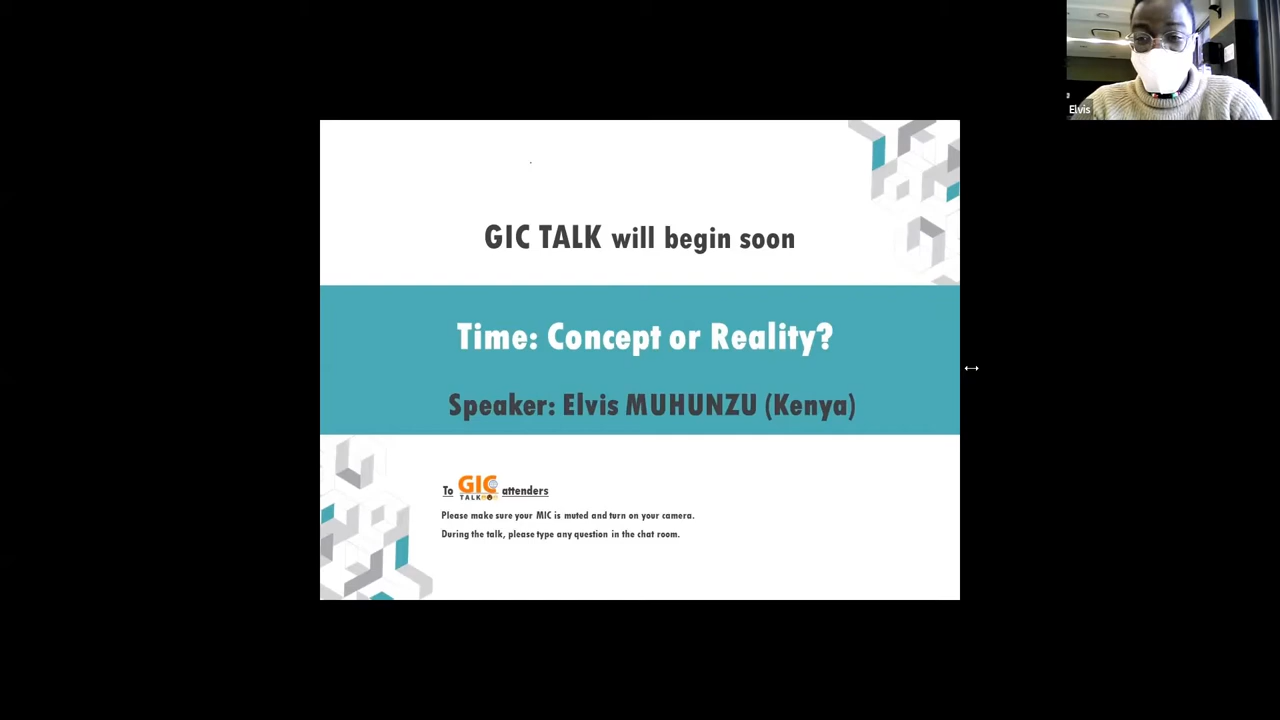 Elvis
GIC TALK will begin soon
Time: Concept or Reality?
Speaker: Elvis MUHUNZU (Kenya)
To GIC TALK attenders
Please make sure your MIC is muted and turn on your camera.
During the talk, please type any question in the chat room.